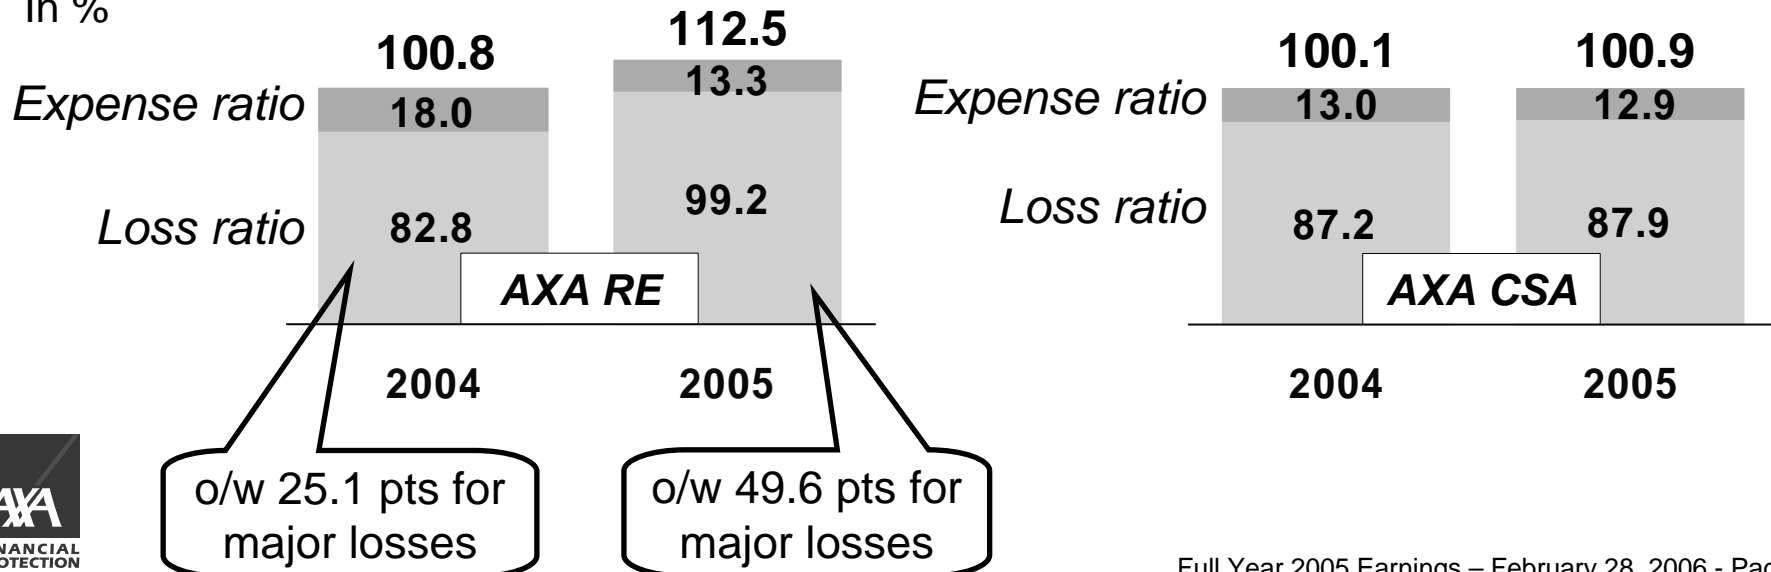 in %
100.8
112.5
Expense ratio
18.0
13.3
Loss ratio
82.8
99.2
AXA RE
2004
2005
o/w 25.1 pts for
major losses
o/w 49.6 pts for
major losses
100.1
100.9
Expense ratio
13.0
12.9
Loss ratio
87.2
87.9
AXA CSA
2004
2005
AXA
Full Year 2005 Earnings – February 28, 2006 -